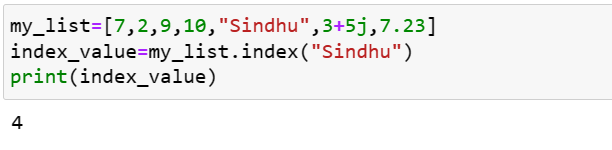 my_list=[7,2,9,10,"Sindhu",3+5j,7.23]
index_value=my_list.index("Sindhu")
print(index_value)
4